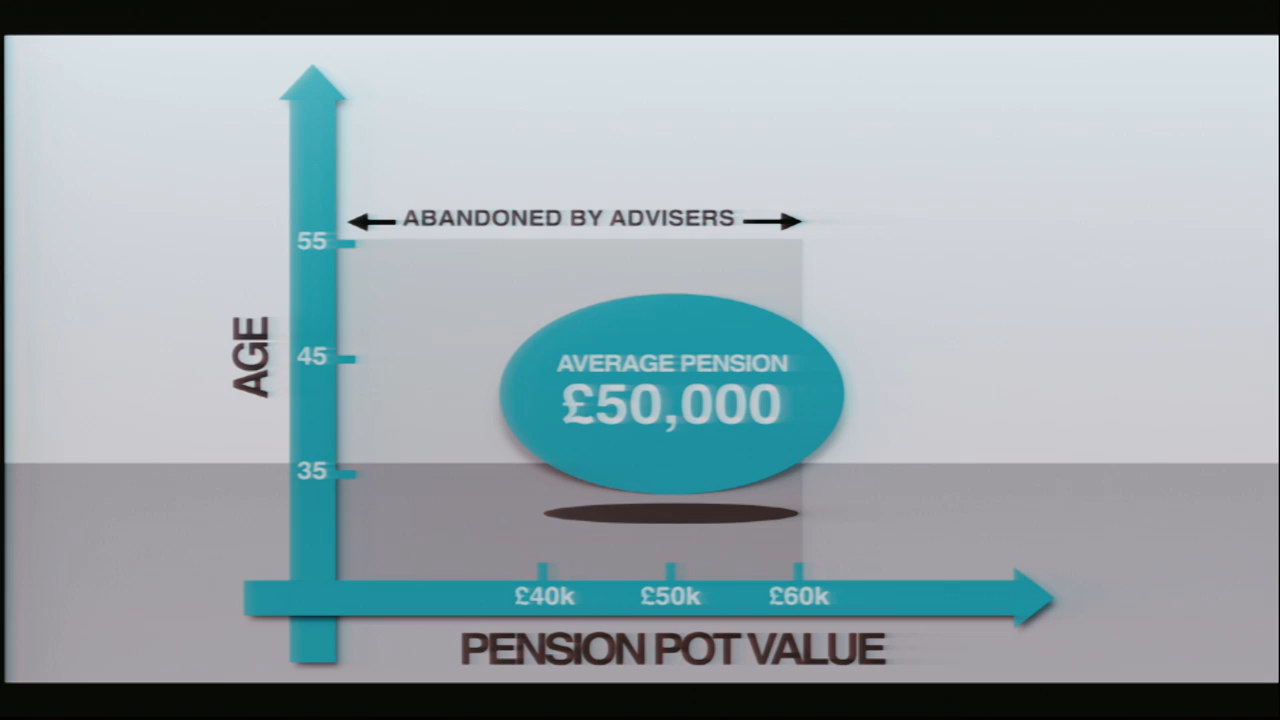 ABANDONED BY ADVISERS
55
45
35
AGE
AVERAGE PENSION
£50,000
£40k £50k £60k
PENSION POT VALUE